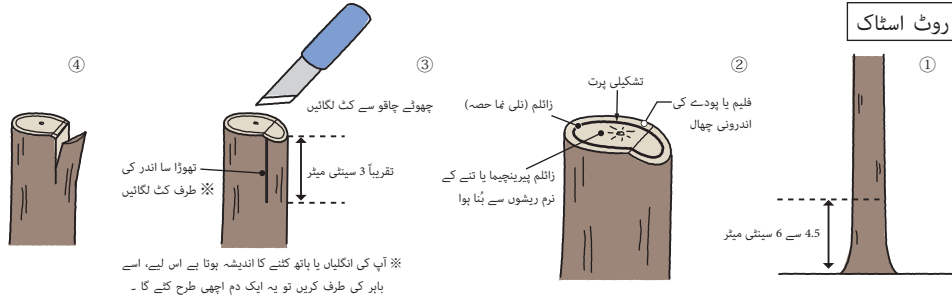 روٹ اسٹاک
①
4.5 سے 6 سینٹی میٹر
②
تشکیلی پرت
فلیم یا پودے کی
اندرونی چھال
زائلم (نلی نما حصہ)
زائلم پیرینچیما یا تنے کے
نرم ریشوں سے بُنا ہوا
③
چھوٹے چاقو سے کٹ لگائیں
تقریباً 3 سینٹی میٹر
تھوڑا سا اندر کی
※ طرف کٹ لگائیں
※ آپ کی انگلیاں یا ہاتھ کٹنے کا اندیشہ ہوتا ہے اس لیے، اسے
باہر کی طرف کریں تو یہ ایک دم اچھی طرح کٹے گا ۔
④